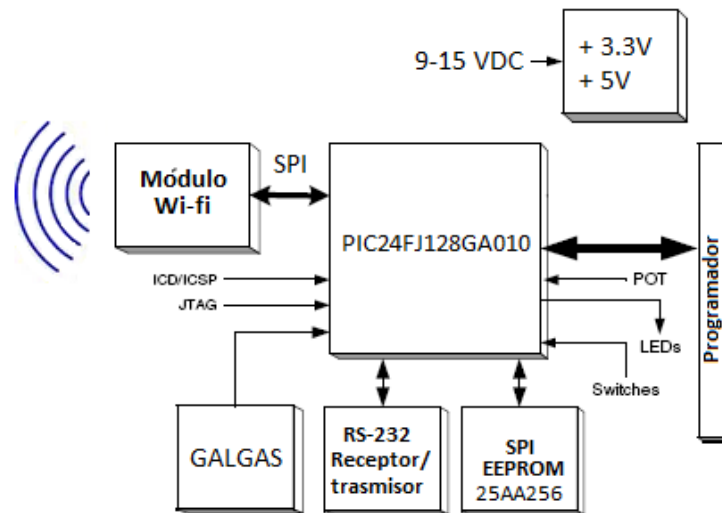 9-15 VDC
+ 3.3V
+ 5V
Módulo
Wi-fi
SPI
PIC24FJ128GA010
Programador
ICD/ICSP
JTAG
POT
LEDs
Switches
GALGAS
RS-232
Receptor/
trasmisor
SPI
EEPROM
25AA256